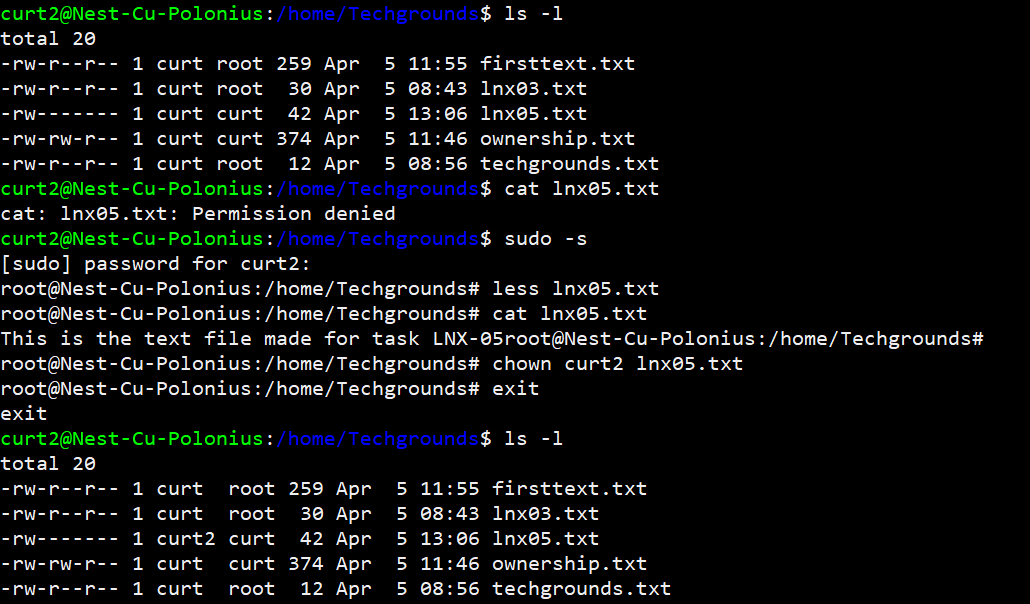 curt2@Nest-Cu-Polonius:/home/Techgrounds$ ls -l
total 20
-rw-r--r-- 1 curt root 259 Apr  5 11:55 firsttext.txt
-rw-r--r-- 1 curt root  30 Apr  5 08:43 lnx03.txt
-rw------- 1 curt curt  42 Apr  5 13:06 lnx05.txt
-rw-rw-r-- 1 curt curt 374 Apr  5 11:46 ownership.txt
-rw-r--r-- 1 curt root  12 Apr  5 08:56 techgrounds.txt
curt2@Nest-Cu-Polonius:/home/Techgrounds$ cat lnx05.txt
cat: lnx05.txt: Permission denied
curt2@Nest-Cu-Polonius:/home/Techgrounds$ sudo -s
[sudo] password for curt2:
root@Nest-Cu-Polonius:/home/Techgrounds# less lnx05.txt
root@Nest-Cu-Polonius:/home/Techgrounds# cat lnx05.txt
This is the text file made for task LNX-05root@Nest-Cu-Polonius:/home/Techgrounds#
root@Nest-Cu-Polonius:/home/Techgrounds# chown curt2 lnx05.txt
root@Nest-Cu-Polonius:/home/Techgrounds# exit
exit
curt2@Nest-Cu-Polonius:/home/Techgrounds$ ls -l
total 20
-rw-r--r-- 1 curt  root 259 Apr  5 11:55 firsttext.txt
-rw-r--r-- 1 curt  root  30 Apr  5 08:43 lnx03.txt
-rw------- 1 curt2 curt  42 Apr  5 13:06 lnx05.txt
-rw-rw-r-- 1 curt  curt 374 Apr  5 11:46 ownership.txt
-rw-r--r-- 1 curt  root  12 Apr  5 08:56 techgrounds.txt